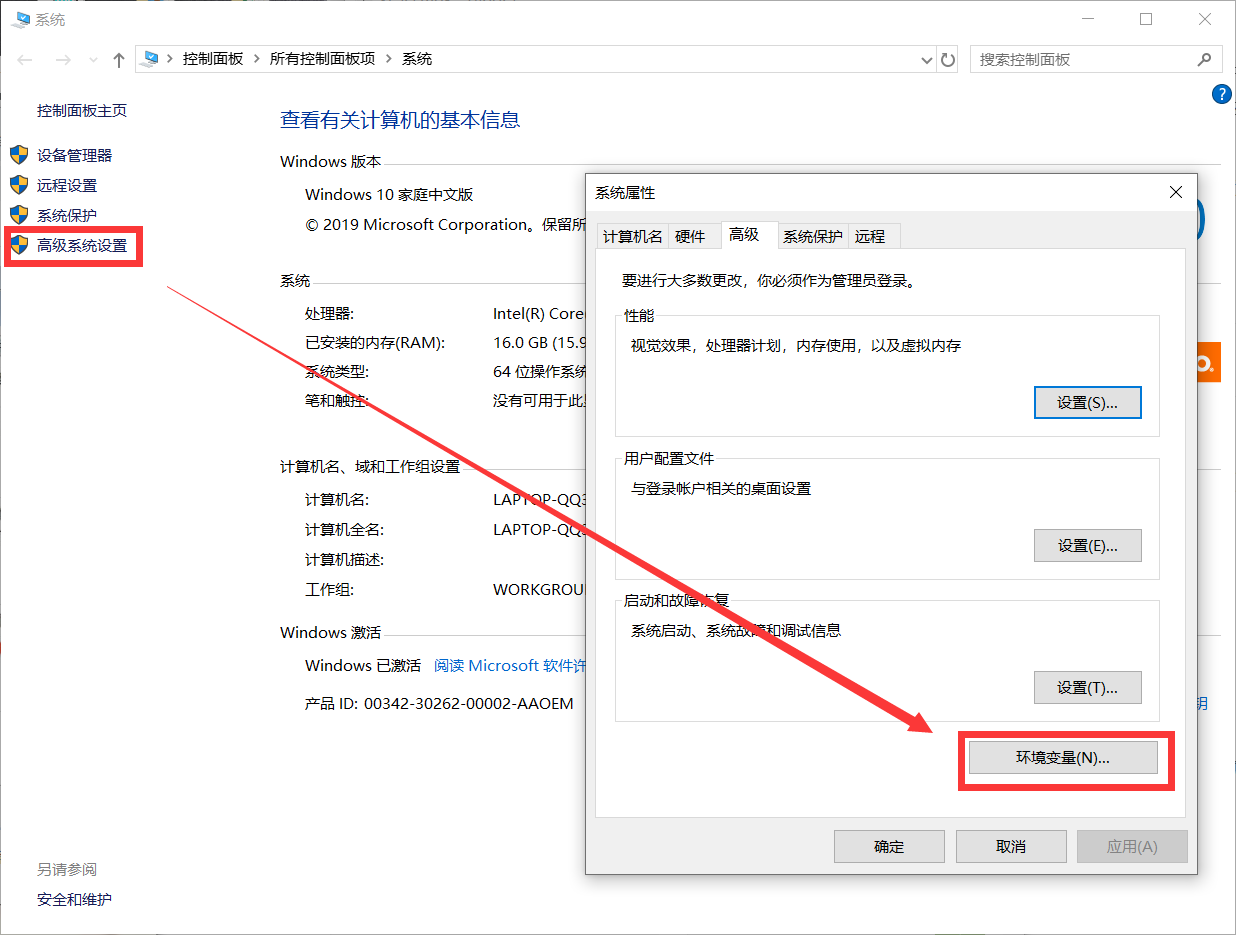 系统
控制面板 › 所有控制面板项 › 系统
搜索控制面板
?
控制面板主页
设备管理器
远程设置
系统保护
高级系统设置
查看有关计算机的基本信息
Windows 版本
Windows 10 家庭中文版
© 2019 Microsoft Corporation。保留所
系统
处理器: Intel(R) Core
已安装的内存(RAM): 16.0 GB (15.9
系统类型: 64 位操作系统
笔和触控: 没有可用于此
计算机名、域和工作组设置
计算机名: LAPTOP-QQ3
计算机全名: LAPTOP-QQ3
计算机描述:
工作组: WORKGROU
Windows 激活
Windows 已激活 阅读 Microsoft 软件许
产品 ID: 00342-30262-00002-AAOEM
另请参阅
安全和维护
系统属性
计算机名 硬件 高级 系统保护 远程
要进行大多数更改，你必须作为管理员登录。
性能
视觉效果，处理器计划，内存使用，以及虚拟内存
设置(S)...
用户配置文件
与登录帐户相关的桌面设置
设置(E)...
启动和故障恢复
系统启动、系统故障和调试信息
设置(T)...
环境变量(N)...
确定 取消 应用(A)